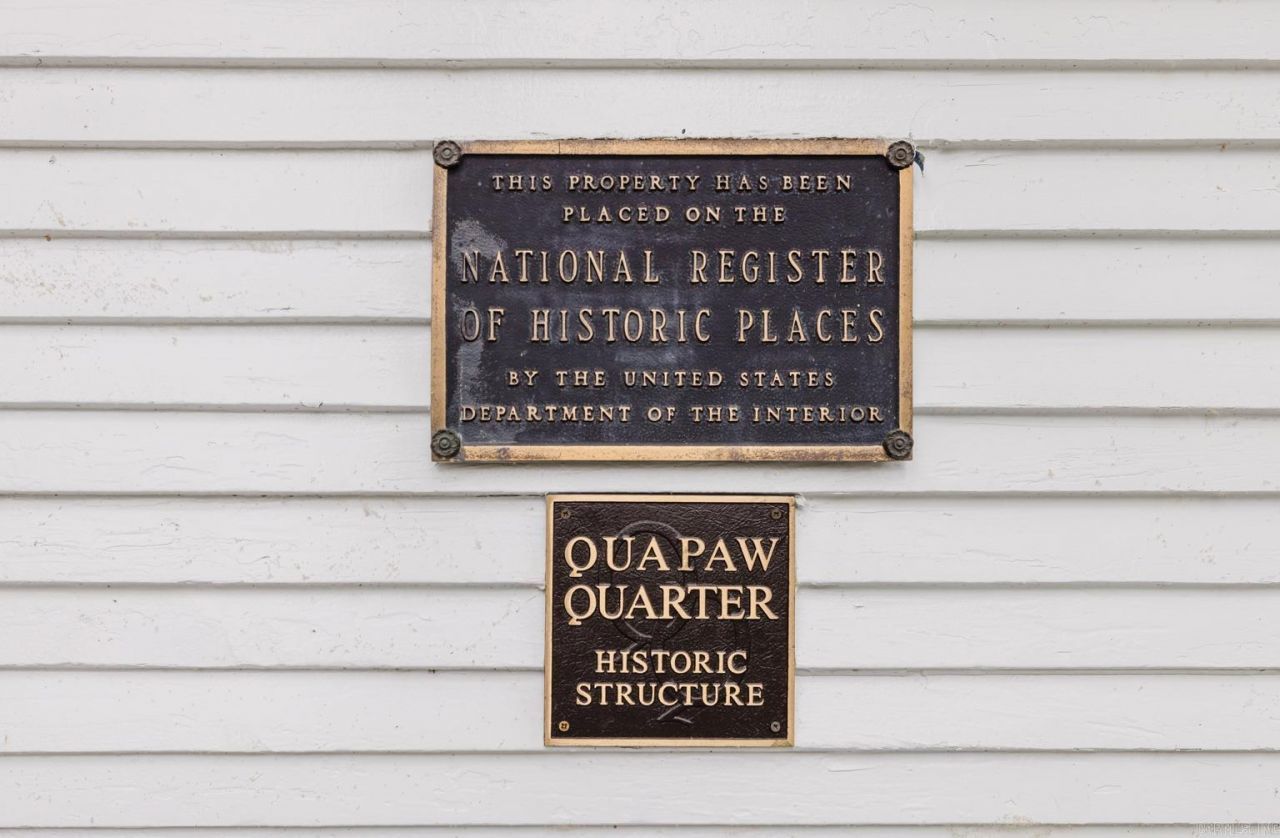 THIS PROPERTY HAS BEEN
PLACED ON THE
NATIONAL REGISTER
OF HISTORIC PLACES
BY THE UNITED STATES
DEPARTMENT OF THE INTERIOR
QUAPAW
QUARTER
HISTORIC
STRUCTURE